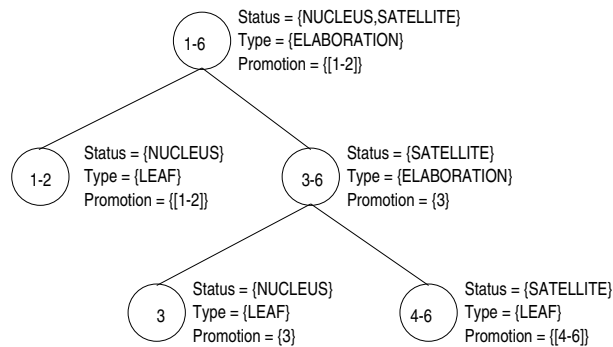 1-6
Status = {NUCLEUS,SATELLITE}
Type = {ELABORATION}
Promotion = {[1-2]}
1-2
Status = {NUCLEUS}
Type = {LEAF}
Promotion = {[1-2]}
3-6
Status = {SATELLITE}
Type = {ELABORATION}
Promotion = {3}
3
Status = {NUCLEUS}
Type = {LEAF}
Promotion = {3}
4-6
Status = {SATELLITE}
Type = {LEAF}
Promotion = {[4-6]}